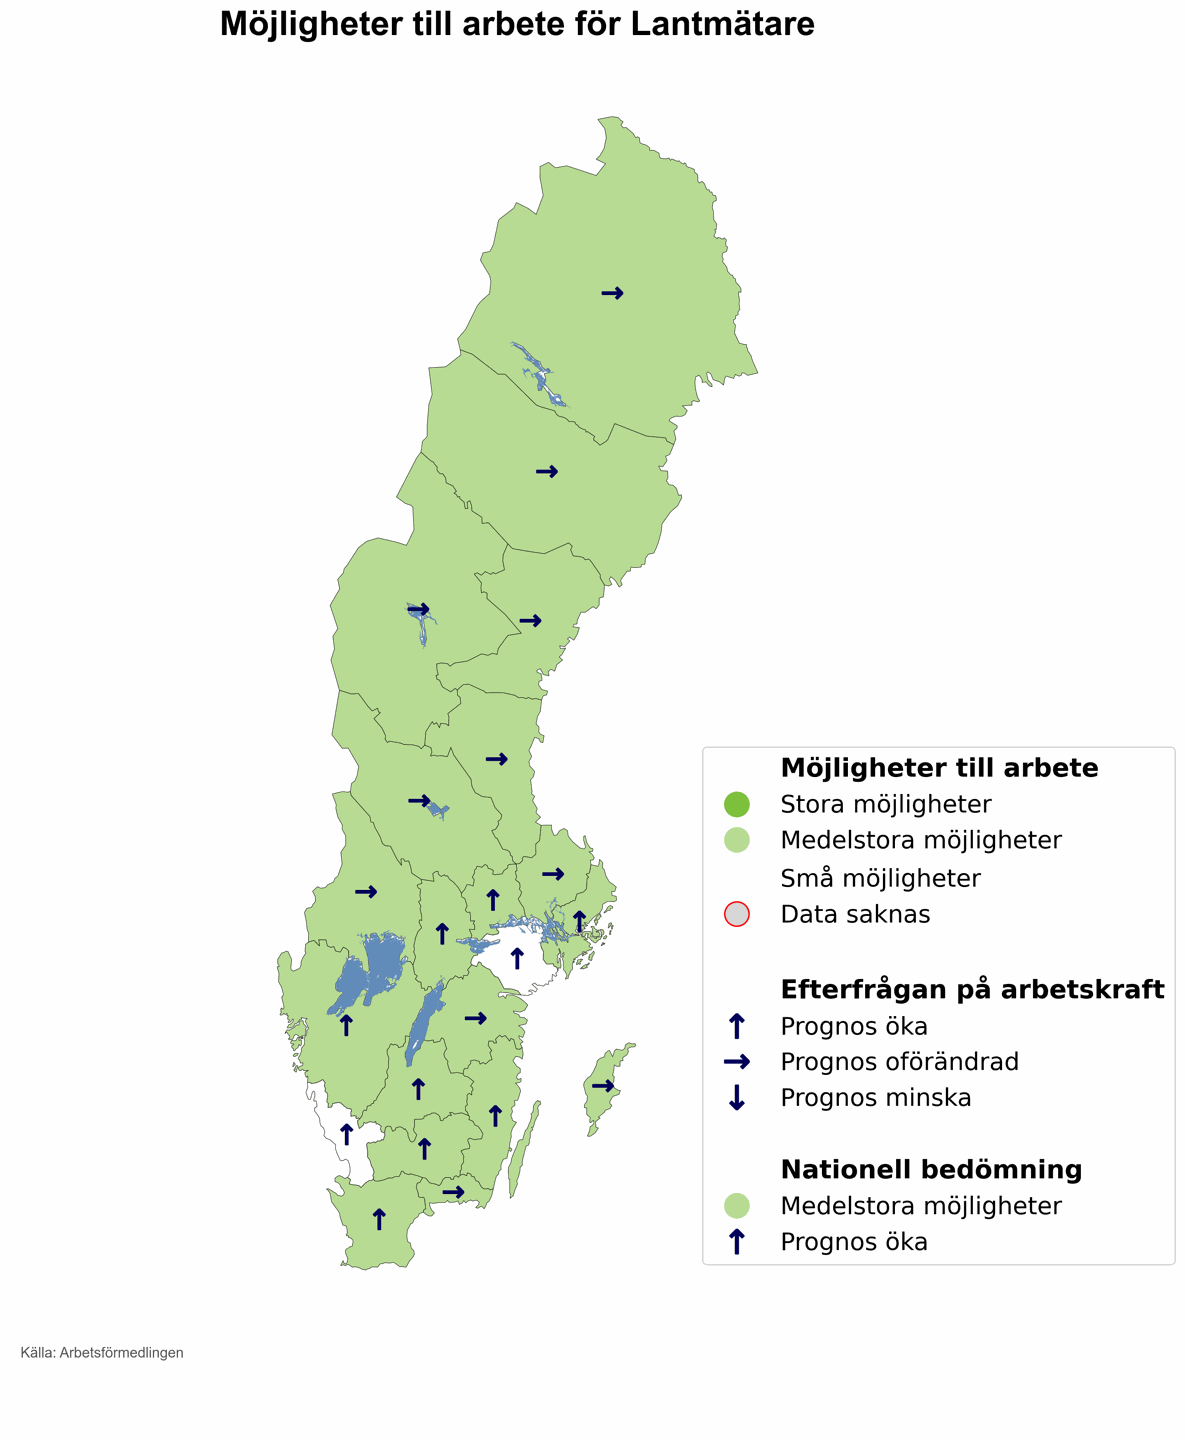 Möjligheter till arbete för Lantmätare
Möjligheter till arbete
Stora möjligheter
Medelstora möjligheter
Små möjligheter
Data saknas
Efterfrågan på arbetskraft
Prognos öka
Prognos oförändrad
Prognos minska
Nationell bedömning
Medelstora möjligheter
Prognos öka
Källa: Arbetsförmedlingen